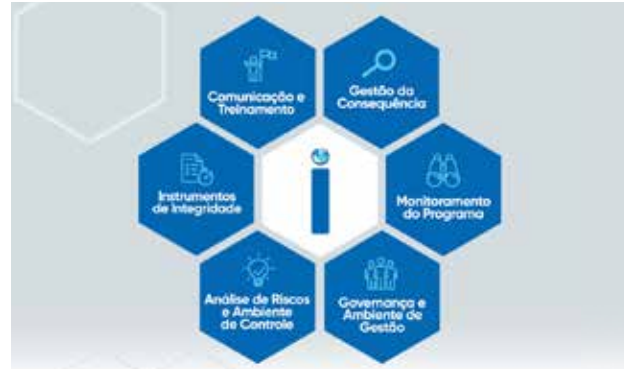 Comunicação e
Treinamento
Gestão da
Consequência
Instrumentos
de Integridade
i
Monitoramento
do Programa
Análise de Riscos
e Ambiente
de Controle
Governança e
Ambiente de
Gestão